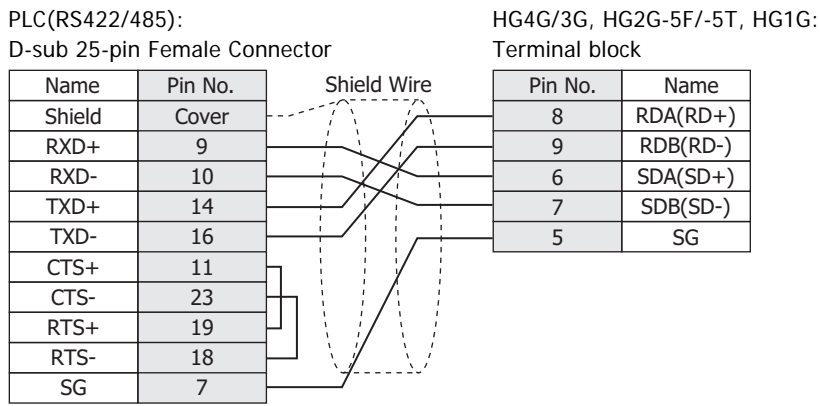 PLC(RS422/485):
D-sub 25-pin Female Connector
HG4G/3G, HG2G-5F/-5T, HG1G:
Terminal block
Name Pin No. Shield Wire Pin No. Name
Shield Cover 8 RDA(RD+)
RXD+ 9 9 RDB(RD-)
RXD- 10 6 SDA(SD+)
TXD+ 14 7 SDB(SD-)
TXD- 16 5 SG
CTS+ 11
CTS- 23
RTS+ 19
RTS- 18
SG 7